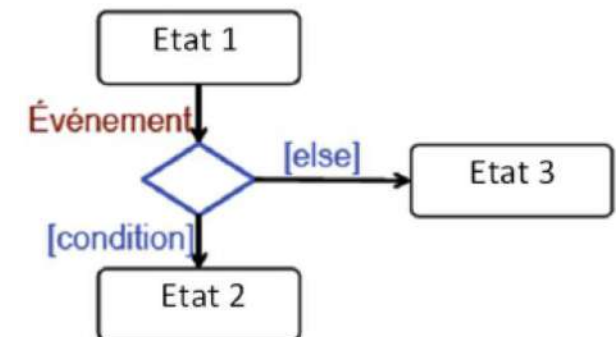 Etat 1
Événement
[else]
Etat 3
[condition]
Etat 2